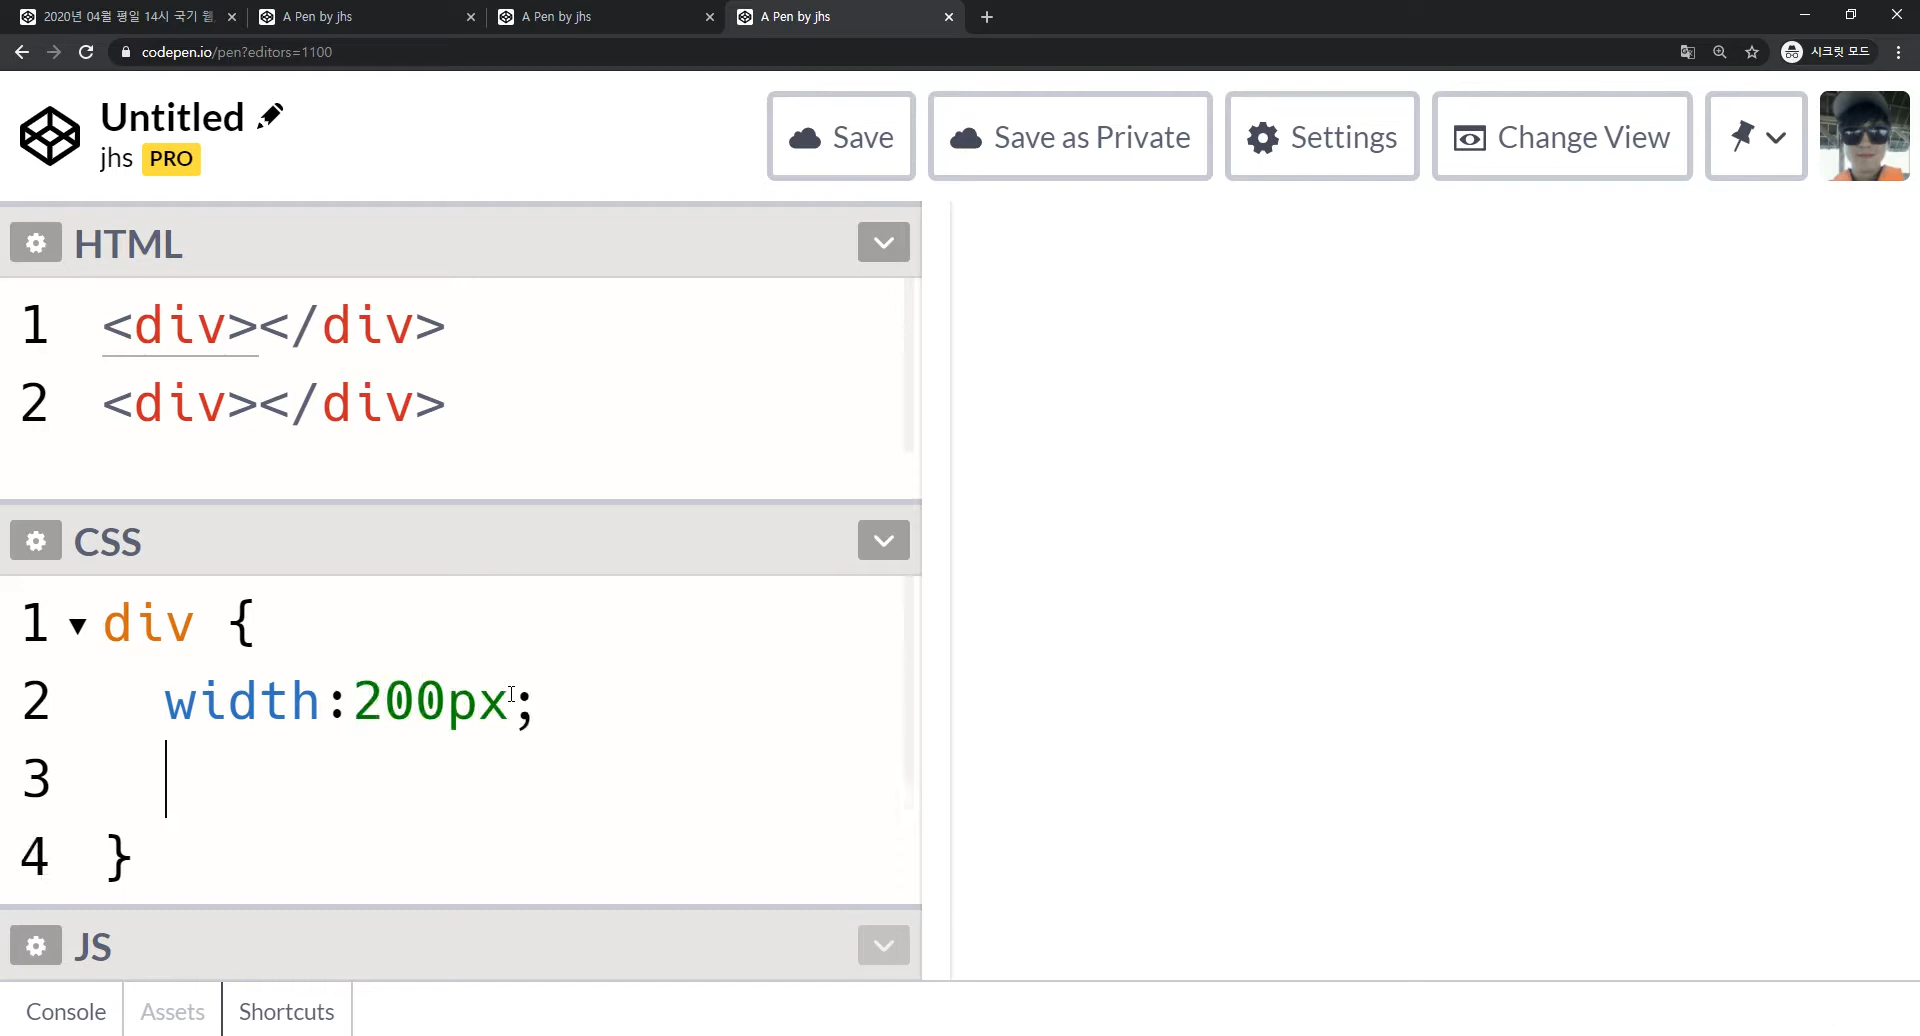 2020년 04월 평일 14시 국기 웹
A Pen by jhs
A Pen by jhs
A Pen by jhs
codepen.io/pen?editors=1100
시크릿 모드
Untitled
jhs PRO
Save
Save as Private
Settings
Change View
HTML
1 <div></div>
2 <div></div>
CSS
1 div {
2 width:200px;
3
4 }
JS
Console
Assets
Shortcuts